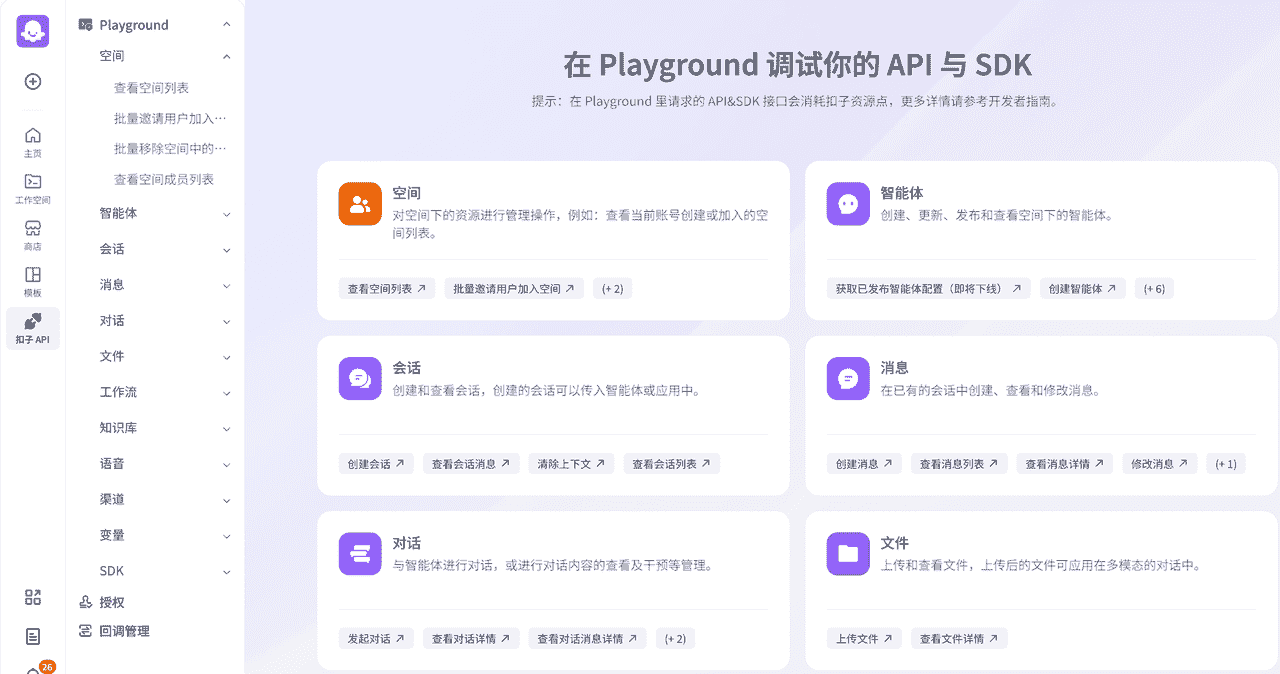 主页
工作空间
商店
模板
扣子 API
26
Playground
空间
查看空间列表
批量邀请用户加入…
批量移除空间中的…
查看空间成员列表
智能体
会话
消息
对话
文件
工作流
知识库
语音
渠道
变量
SDK
授权
回调管理
在 Playground 调试你的 API 与 SDK
提示：在 Playground 里请求的 API&SDK 接口会消耗扣子资源点，更多详情请参考开发者指南。
空间
对空间下的资源进行管理操作，例如：查看当前账号创建或加入的空
间列表。
查看空间列表 批量邀请用户加入空间 (+ 2)
智能体
创建、更新、发布和查看空间下的智能体。
获取已发布智能体配置（即将下线） 创建智能体 (+ 6)
会话
创建和查看会话，创建的会话可以传入智能体或应用中。
创建会话 查看会话消息 清除上下文 查看会话列表
消息
在已有的会话中创建、查看和修改消息。
创建消息 查看消息列表 查看消息详情 修改消息 (+ 1)
对话
与智能体进行对话，或进行对话内容的查看及干预等管理。
发起对话 查看对话详情 查看对话消息详情 (+ 2)
文件
上传和查看文件，上传后的文件可应用在多模态的对话中。
上传文件 查看文件详情